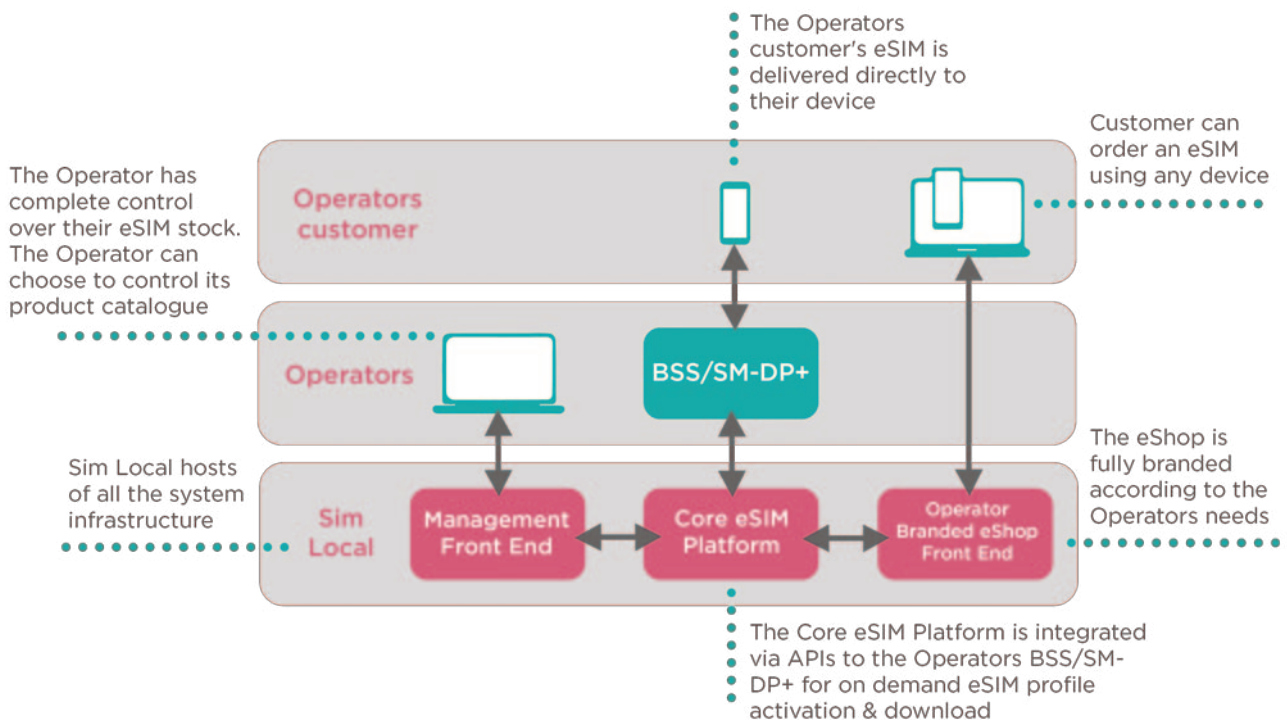 The Operators
customer's eSIM is
delivered directly to
their device
Customer can
order an eSIM
using any device
The Operator has
complete control
over their eSIM stock.
The Operator can
choose to control its
product catalogue
Operators
customer
Operators
BSS/SM-DP+
Sim Local hosts
of all the system
infrastructure
Sim
Local
Management
Front End
Core eSIM
Platform
Operator
Branded eShop
Front End
The eShop is
fully branded
according to the
Operators needs
The Core eSIM Platform is integrated
via APIs to the Operators BSS/SM-
DP+ for on demand eSIM profile
activation & download